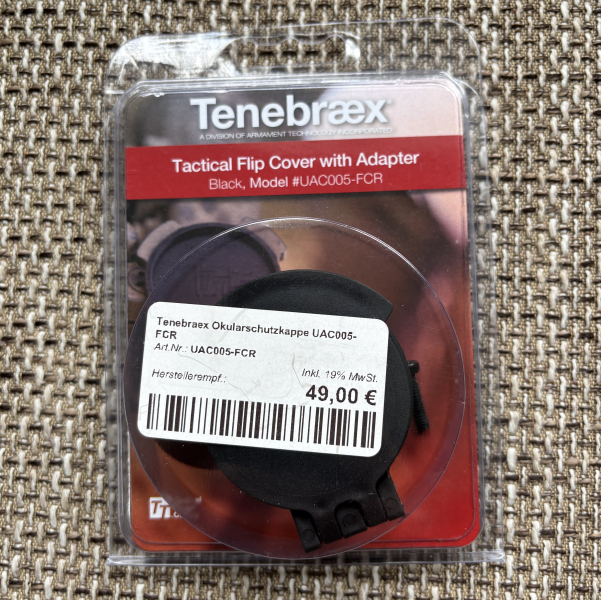 Tenebræx
A DIVISION OF ARMAMENT TECHNOLOGY INCORPORATED
Tactical Flip Cover with Adapter
Black, Model #UAC005-FCR
Tenebraex Okularschutzkappe UAC005-
FCR
Art.Nr.: UAC005-FCR
Herstellerempf.:
Inkl. 19% MwSt.
49,00 €
TT